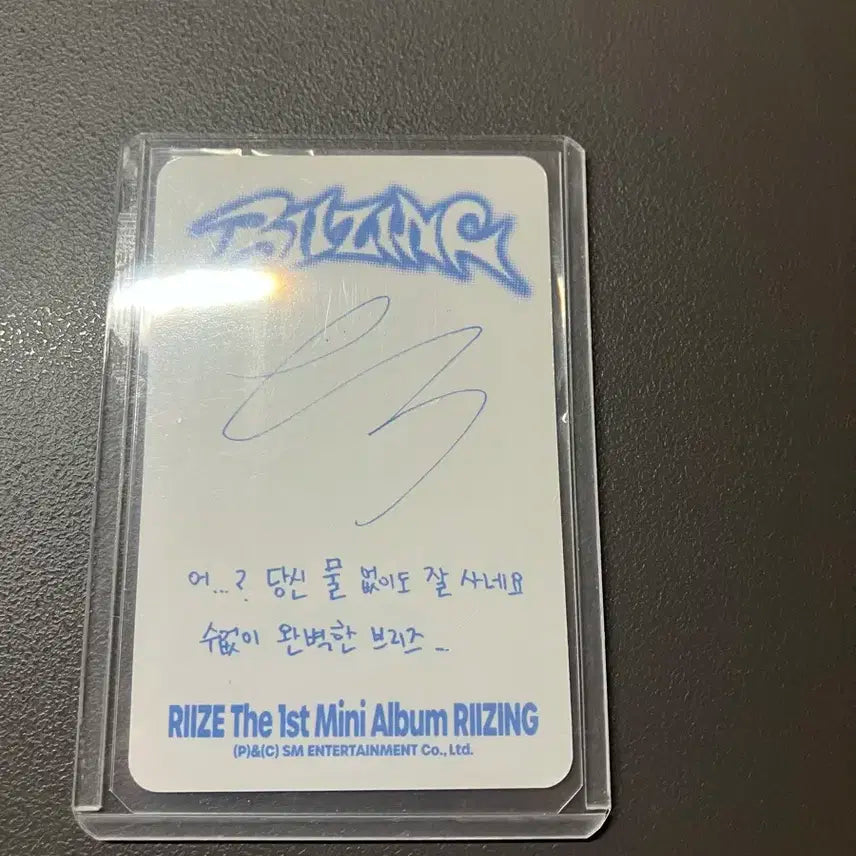 RIIZING
어...? 당신 물 없이도 잘 사네요
수없이 완벽한 브리즈_
RIIZE The 1st Mini Album RIIZING
(P)&(C) SM ENTERTAINMENT Co., Ltd.